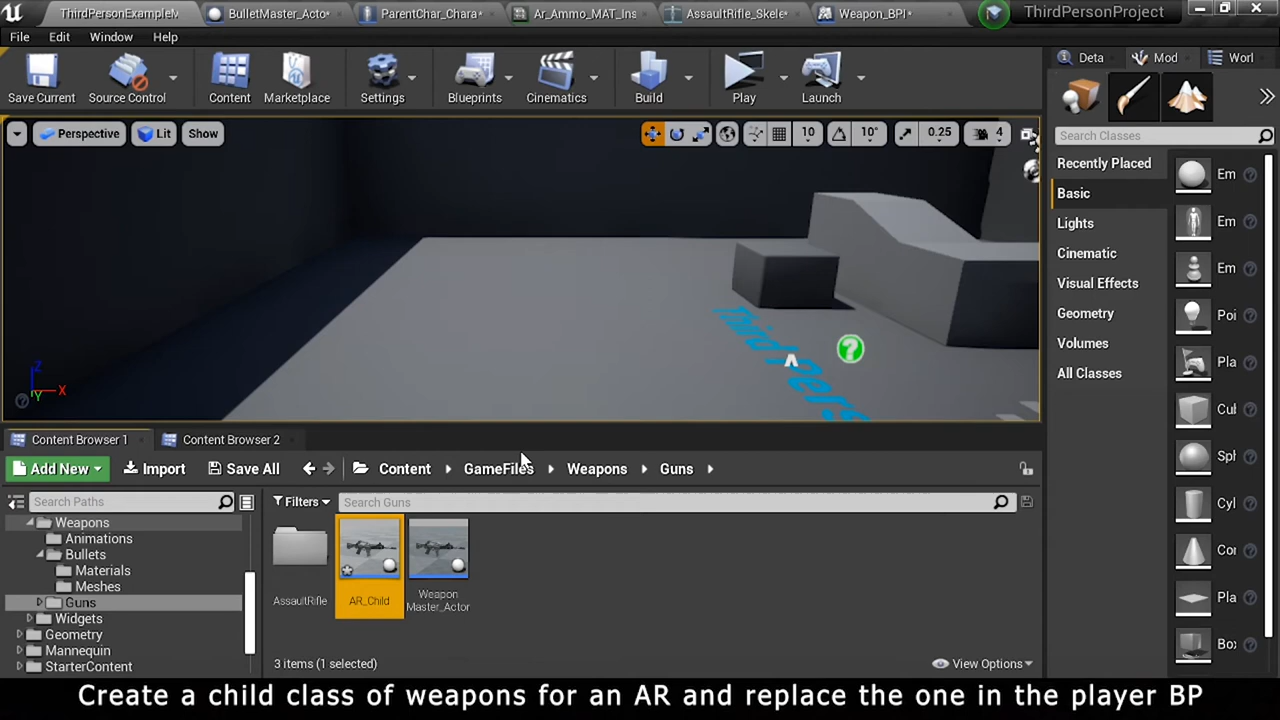 ThirdPersonExampleM
BulletMaster_Acto*
ParentChar_Chara*
Ar_Ammo_MAT_Ins*
AssaultRifle_Skele*
Weapon_BPI*
ThirdPersonProject
File
Edit
Window
Help
Deta
Mod
Worl
Save Current
Source Control
Content
Marketplace
Settings
Blueprints
Cinematics
Build
Play
Launch
Perspective
Lit
Show
10
10°
0.25
4
Search Classes
Recently Placed
Basic
Lights
Cinematic
Visual Effects
Geometry
Volumes
All Classes
Em
Em
Em
Poi
Pla
Cul
Sph
Cyl
Con
Pla
Box
Third Pers
Z
X
Y
Content Browser 1
Content Browser 2
Add New
Import
Save All
Content
GameFiles
Weapons
Guns
Search Paths
Filters
Search Guns
Weapons
Animations
Bullets
Materials
Meshes
Guns
Widgets
Geometry
Mannequin
StarterContent
AssaultRifle
AR_Child
Weapon
Master_Actor
3 items (1 selected)
View Options
Create a child class of weapons for an AR and replace the one in the player BP